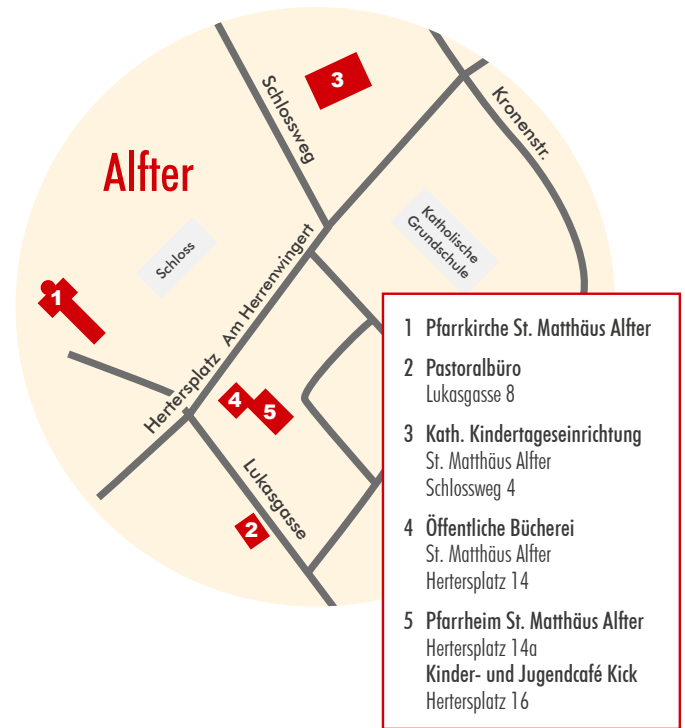 3
Schlossweg
Kronenstr.
Alfter
Katholische
Grundschule
Schloss
1
Hertersplatz Am Herrenwingert
4
5
Lukasgasse
2
1 Pfarrkirche St. Matthäus Alfter
2 Pastoralbüro
Lukasgasse 8
3 Kath. Kindertageseinrichtung
St. Matthäus Alfter
Schlossweg 4
4 Öffentliche Bücherei
St. Matthäus Alfter
Hertersplatz 14
5 Pfarrheim St. Matthäus Alfter
Hertersplatz 14a
Kinder- und Jugendcafé Kick
Hertersplatz 16